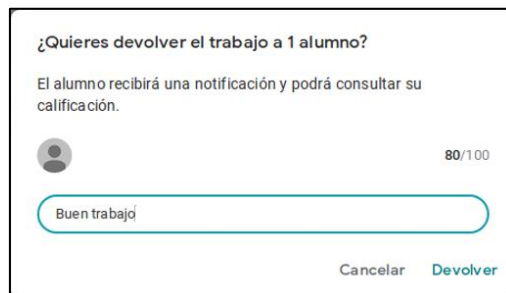 ¿Quieres devolver el trabajo a 1 alumno?
El alumno recibirá una notificación y podrá consultar su
calificación.
80/100
Buen trabajo
Cancelar Devolver